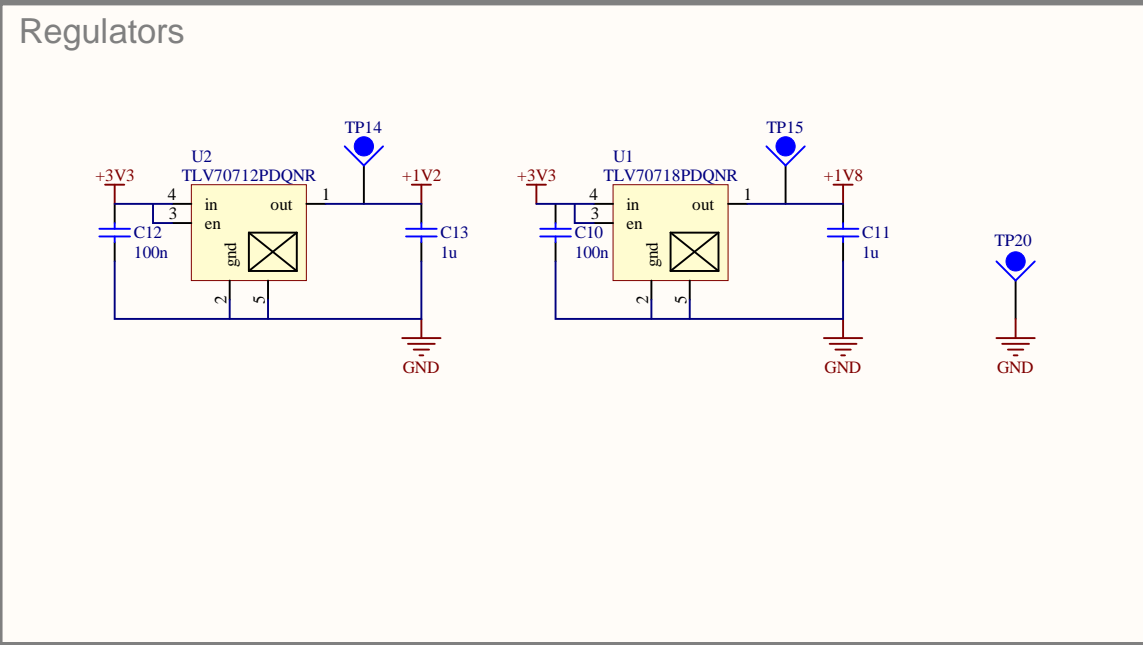 Regulators
TP14
TP15
U2
U1
+3V3
TLV70712PDQNR
+1V2
+3V3
TLV70718PDQNR
+1V8
4
in
out
1
4
in
out
1
3
en
3
en
C12
C13
C10
C11
100n
gnd
1u
100n
gnd
1u
TP20
2
5
2
5
GND
GND
GND